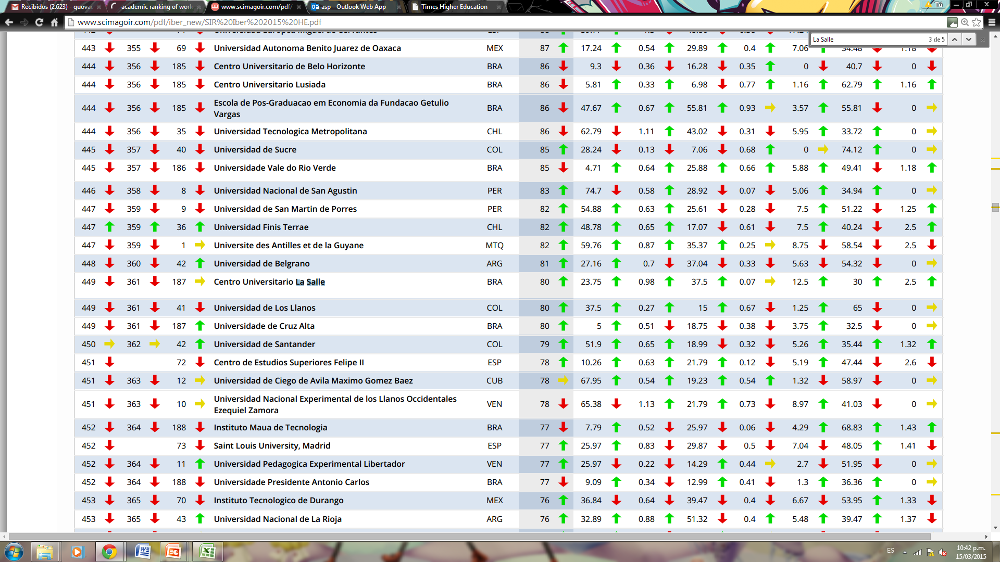 Recibidos (2.623) - quovac
academic ranking of worl
www.scimagoir.com/pdf/
asp - Outlook Web App
Times Higher Education
Tú
www.scimagoir.com/pdf/iber_new/SIR%20Iber%202015%20HE.pdf
La Salle 3 de 5
443 355 69 Universidad Autonoma Benito Juarez de Oaxaca MEX 87 17.24 0.54 29.89 0.4 7.06 34.48 1.18
444 356 185 Centro Universitario de Belo Horizonte BRA 86 9.3 0.36 16.28 0.35 0 40.7 0
444 356 185 Centro Universitario Lusiada BRA 86 5.81 0.33 6.98 0.77 1.16 62.79 1.16
444 356 185 Escola de Pos-Graduacao em Economia da Fundacao Getulio
Vargas BRA 86 47.67 0.67 55.81 0.93 3.57 55.81 0
444 356 35 Universidad Tecnologica Metropolitana CHL 86 62.79 1.11 43.02 0.31 5.95 33.72 0
445 357 40 Universidad de Sucre COL 85 28.24 0.13 7.06 0.68 0 74.12 0
445 357 186 Universidade Vale do Rio Verde BRA 85 4.71 0.64 25.88 0.66 5.88 49.41 1.18
446 358 8 Universidad Nacional de San Agustin PER 83 74.7 0.58 28.92 0.07 5.06 34.94 0
447 359 9 Universidad de San Martin de Porres PER 82 54.88 0.63 25.61 0.28 7.5 51.22 1.25
447 359 36 Universidad Finis Terrae CHL 82 48.78 0.65 17.07 0.61 7.5 40.24 2.5
447 359 1 Universite des Antilles et de la Guyane MTQ 82 59.76 0.87 35.37 0.25 8.75 58.54 2.5
448 360 42 Universidad de Belgrano ARG 81 27.16 0.7 37.04 0.33 5.63 54.32 0
449 361 187 Centro Universitario La Salle BRA 80 23.75 0.98 37.5 0.07 12.5 30 2.5
449 361 41 Universidad de Los Llanos COL 80 37.5 0.27 15 0.67 1.25 65 0
449 361 187 Universidade de Cruz Alta BRA 80 5 0.51 18.75 0.38 3.75 32.5 0
450 362 42 Universidad de Santander COL 79 51.9 0.65 18.99 0.32 5.26 35.44 1.32
451 72 Centro de Estudios Superiores Felipe II ESP 78 10.26 0.63 21.79 0.12 5.19 47.44 2.6
451 363 12 Universidad de Ciego de Avila Maximo Gomez Baez CUB 78 67.95 0.54 19.23 0.54 1.32 58.97 0
451 363 10 Universidad Nacional Experimental de los Llanos Occidentales
Ezequiel Zamora VEN 78 65.38 1.13 21.79 0.73 8.97 41.03 0
452 364 188 Instituto Maua de Tecnologia BRA 77 7.79 0.52 25.97 0.06 4.29 68.83 1.43
452 73 Saint Louis University, Madrid ESP 77 25.97 0.83 29.87 0.5 7.04 48.05 1.41
452 364 11 Universidad Pedagogica Experimental Libertador VEN 77 25.97 0.22 14.29 0.44 2.7 51.95 0
452 364 188 Universidade Presidente Antonio Carlos BRA 77 9.09 0.34 12.99 0.41 1.3 36.36 0
453 365 70 Instituto Tecnologico de Durango MEX 76 36.84 0.64 39.47 0.4 6.67 53.95 1.33
453 365 43 Universidad Nacional de La Rioja ARG 76 32.89 0.88 51.32 0.4 5.48 39.47 1.37
ES
10:42 p.m.
15/03/2015